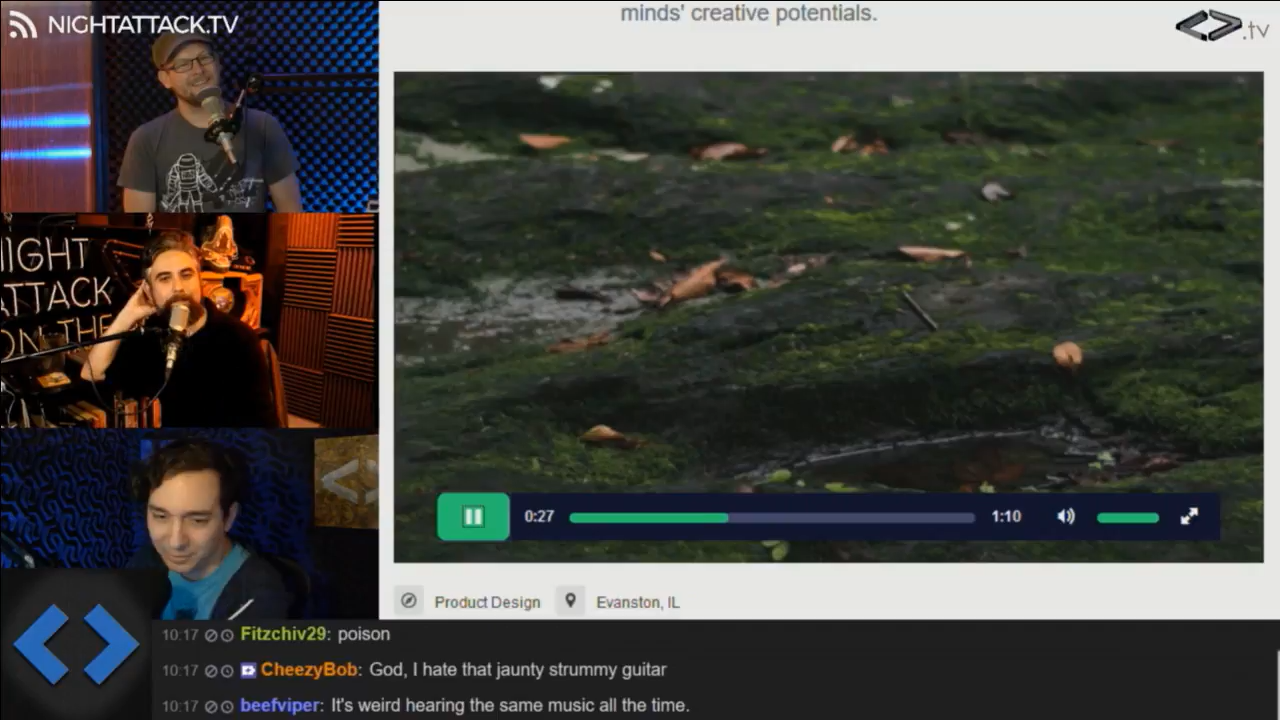 NIGHTATTACK.TV
minds' creative potentials.
.tv
NIGHT
ATTACK
ON THE
0:27
1:10
Product Design
Evanston, IL
10:17 Fitzchiv29: poison
10:17 CheezyBob: God, I hate that jaunty strummy guitar
10:17 beefviper: It's weird hearing the same music all the time.